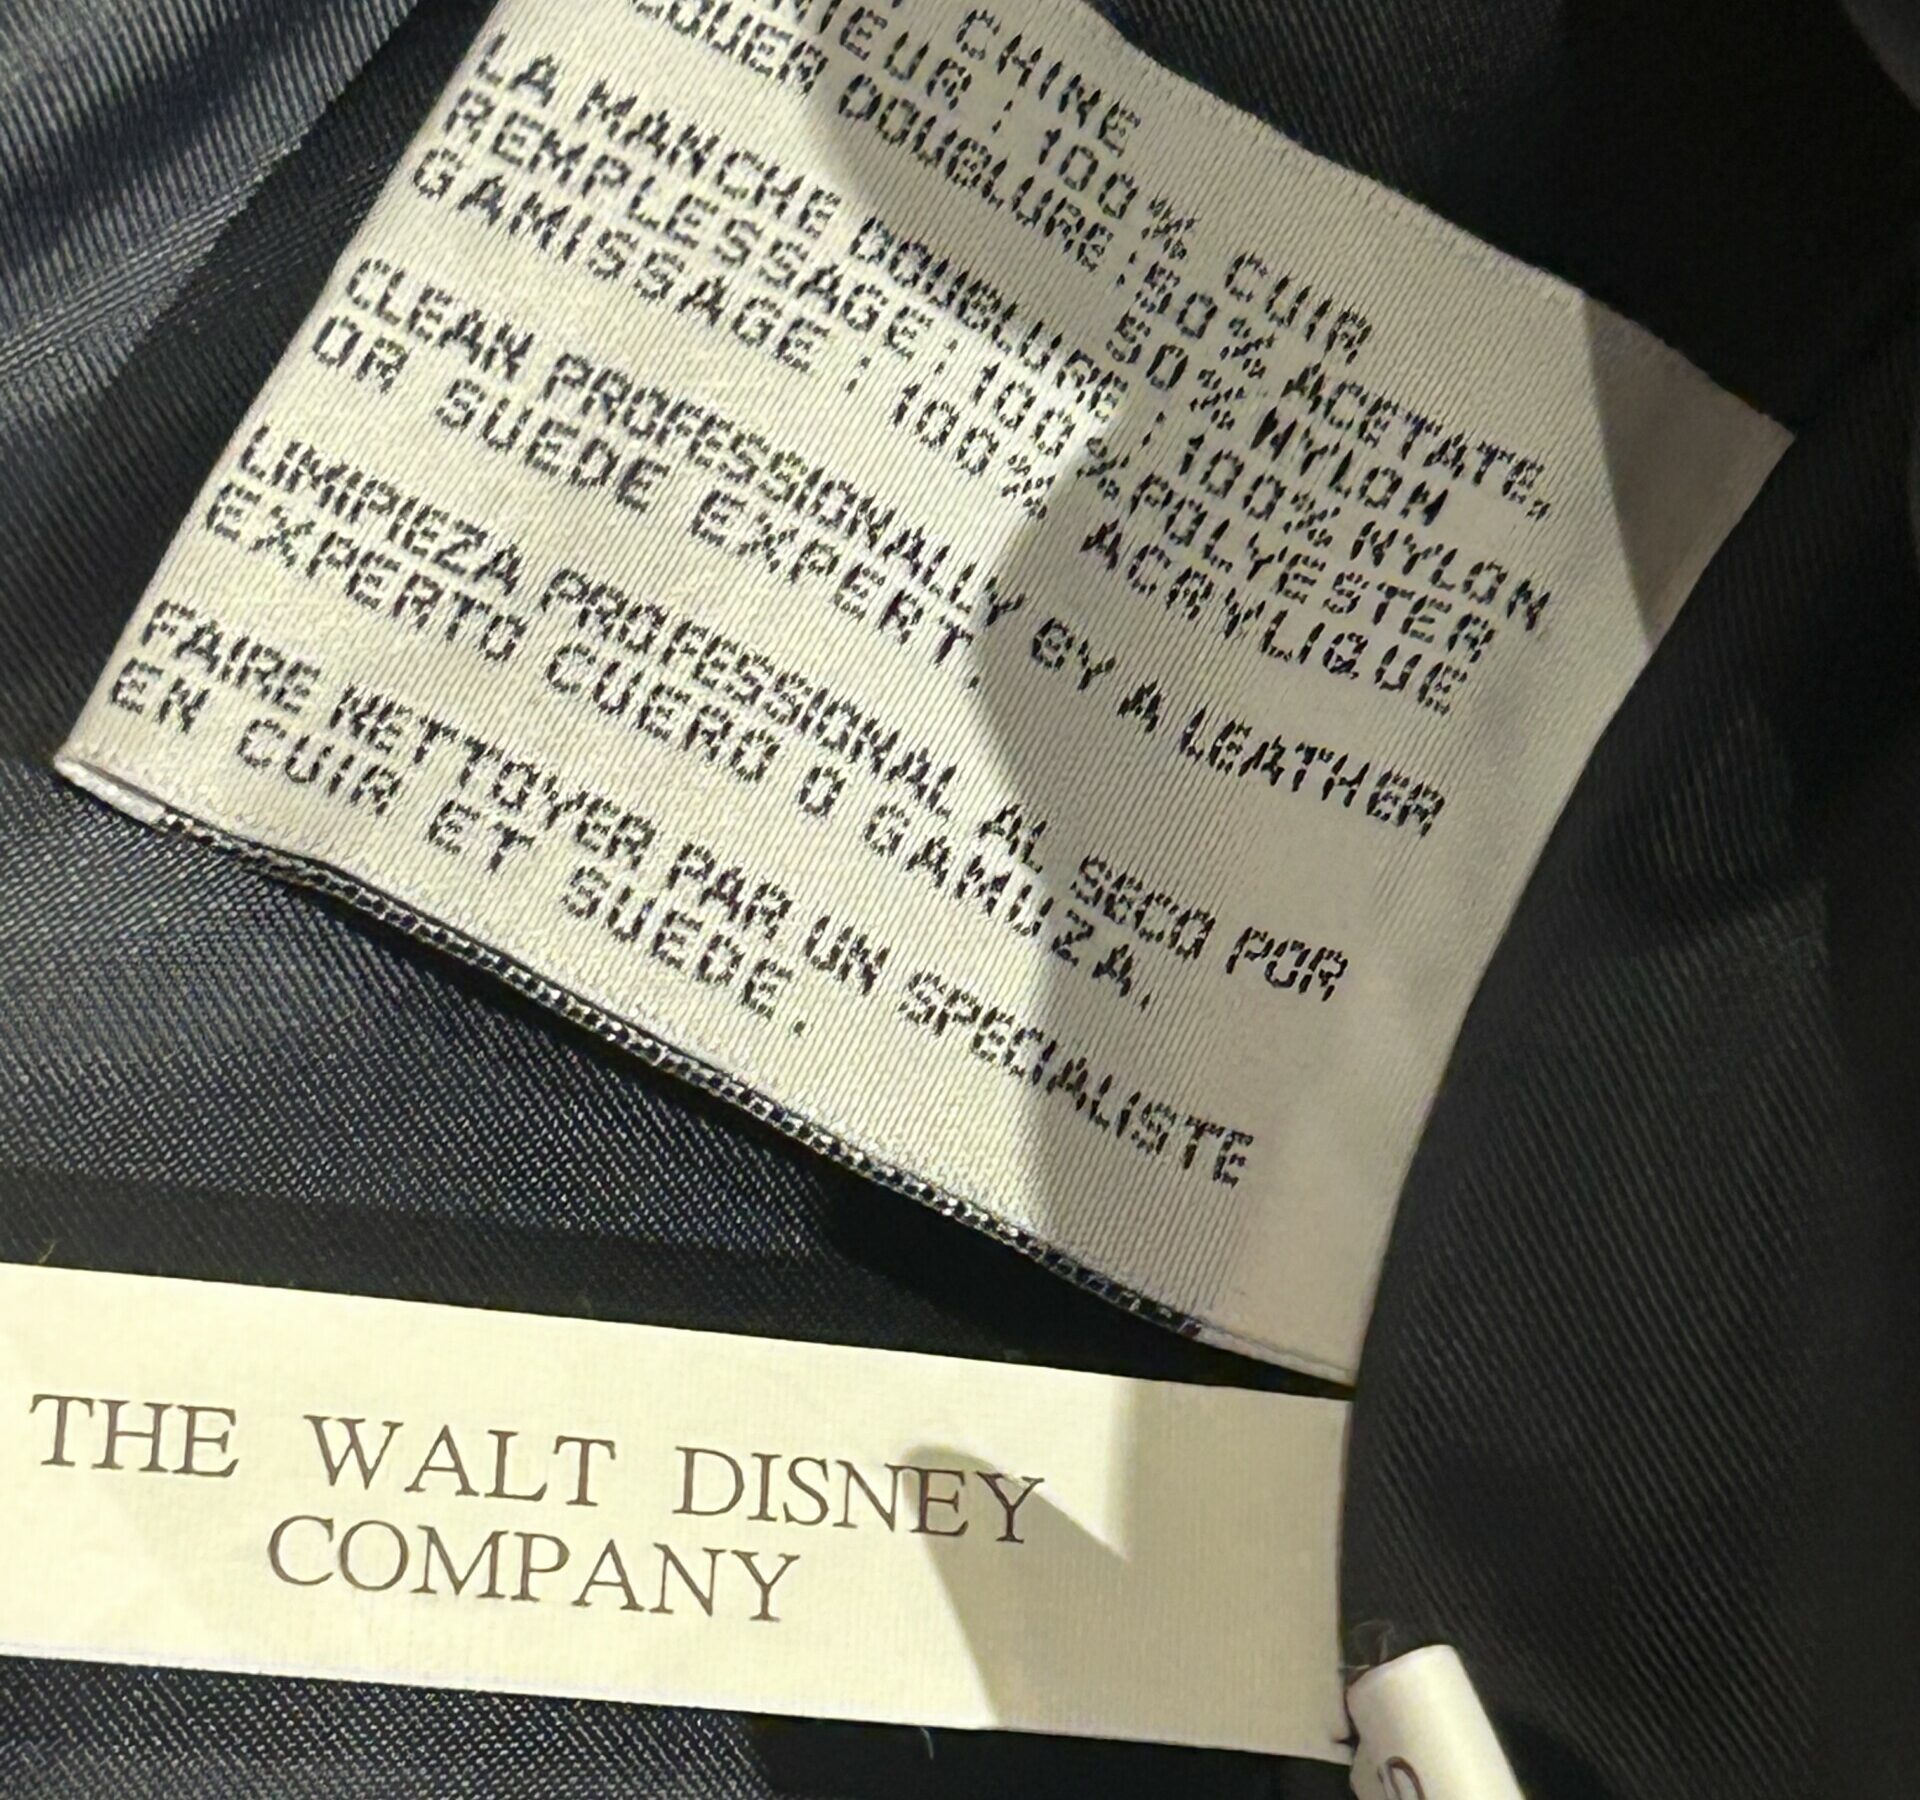 CHINE
: 100% CUIR
DOUBLURE :50% ACETATE,
50% NYLON
LA MANCHE DOUBLURE : 100% NYLON
REMPLESSAGE : 100% POLYESTER
GAMISSAGE : 100% ACRYLIQUE
CLEAN PROFESSIONALLY BY A LEATHER
OR SUEDE EXPERT.
LIMIPIEZA PROFESSIONAL AL SECO POR
EXPERTO CUERO O GAMUZA.
FAIRE NETTOYER PAR UN SPECIALISTE
EN CUIR ET SUEDE.
THE WALT DISNEY
COMPANY